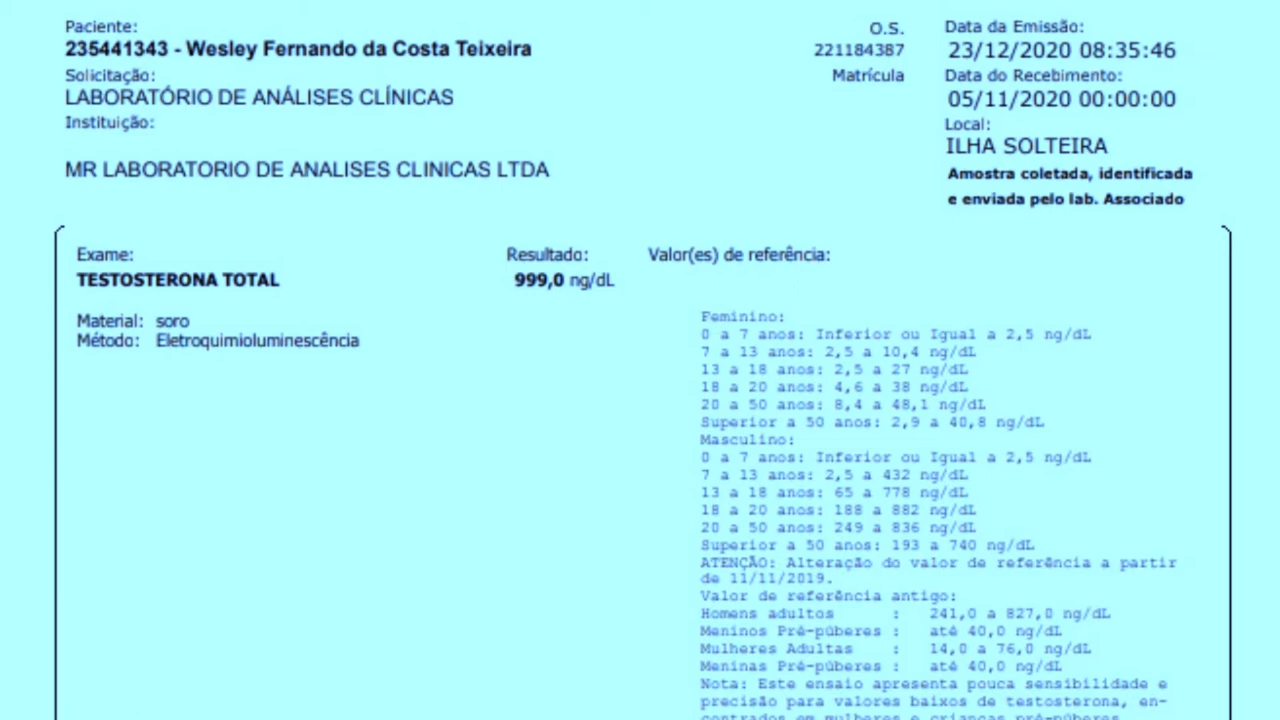 Paciente:
235441343 - Wesley Fernando da Costa Teixeira
Solicitação:
LABORATÓRIO DE ANÁLISES CLÍNICAS
Instituição:
MR LABORATORIO DE ANALISES CLINICAS LTDA
O.S.
221184387
Matrícula
Data da Emissão:
23/12/2020 08:35:46
Data do Recebimento:
05/11/2020 00:00:00
Local:
ILHA SOLTEIRA
Amostra coletada, identificada
e enviada pelo lab. Associado
Exame: Resultado: Valor(es) de referência:
TESTOSTERONA TOTAL 999,0 ng/dL
Material: soro
Método: Eletroquimioluminescência
Feminino:
0 a 7 anos: Inferior ou Igual a 2,5 ng/dL
7 a 13 anos: 2,5 a 10,4 ng/dL
13 a 18 anos: 2,5 a 27 ng/dL
18 a 20 anos: 4,6 a 38 ng/dL
20 a 50 anos: 8,4 a 48,1 ng/dL
Superior a 50 anos: 2,9 a 40,8 ng/dL
Masculino:
0 a 7 anos: Inferior ou Igual a 2,5 ng/dL
7 a 13 anos: 2,5 a 432 ng/dL
13 a 18 anos: 65 a 778 ng/dL
18 a 20 anos: 188 a 882 ng/dL
20 a 50 anos: 249 a 836 ng/dL
Superior a 50 anos: 193 a 740 ng/dL
ATENÇÃO: Alteração do valor de referência a partir
de 11/11/2019.
Valor de referência antigo:
Homens adultos : 241,0 a 827,0 ng/dL
Meninos Pré-púberes : até 40,0 ng/dL
Mulheres Adultas : 14,0 a 76,0 ng/dL
Meninas Pré-púberes : até 40,0 ng/dL
Nota: Este ensaio apresenta pouca sensibilidade e
precisão para valores baixos de testosterona, en-
contrados em mulheres e crianças pré-púberes